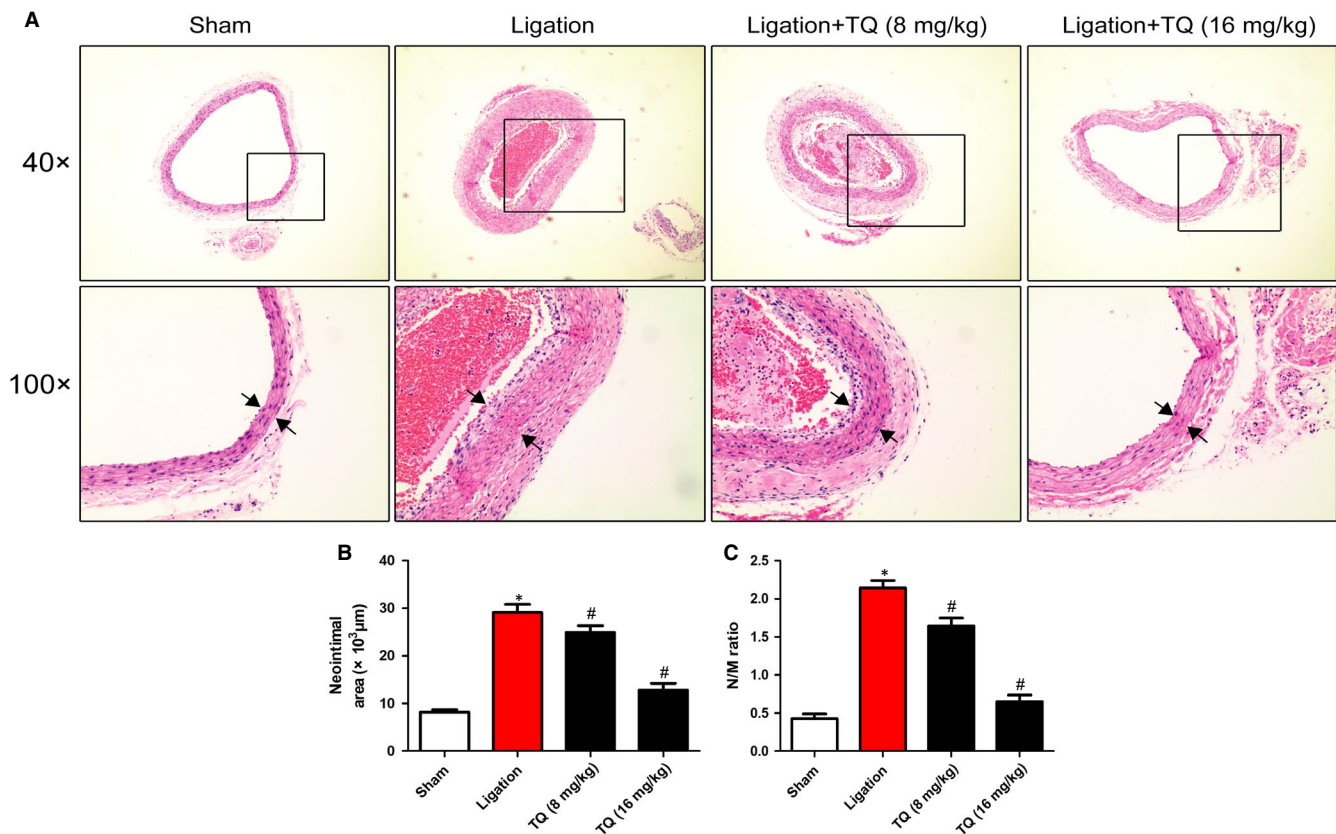 A
Sham
Ligation
Ligation+TQ (8 mg/kg)
Ligation+TQ (16 mg/kg)
40×
100×
B
Neointimal
area (× 10³μm)
40
30
20
10
0
*
#
#
Sham
Ligation
TQ (8 mg/kg)
TQ (16 mg/kg)
C
N/M ratio
2.5
2.0
1.5
1.0
0.5
0.0
*
#
#
Sham
Ligation
TQ (8 mg/kg)
TQ (16 mg/kg)